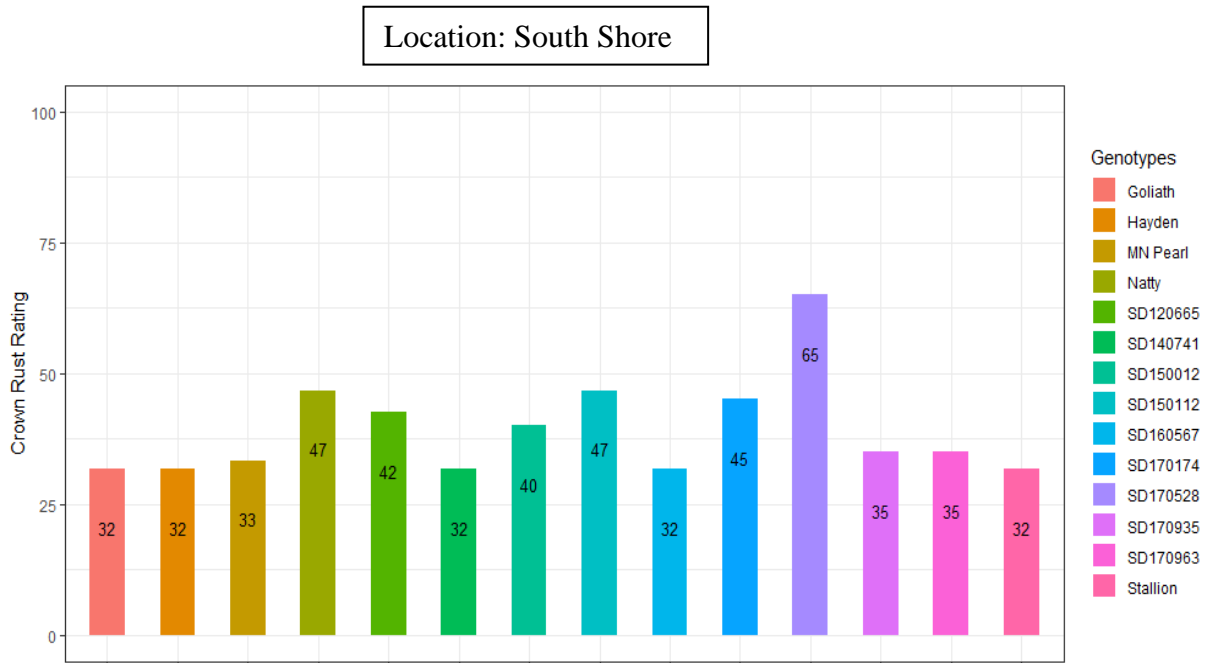 Location: South Shore
Crown Rust Rating
100
75
50
25
0
32
32
33
47
42
32
40
47
32
45
65
35
35
32
Genotypes
Goliath
Hayden
MN Pearl
Natty
SD120665
SD140741
SD150012
SD150112
SD160567
SD170174
SD170528
SD170935
SD170963
Stallion